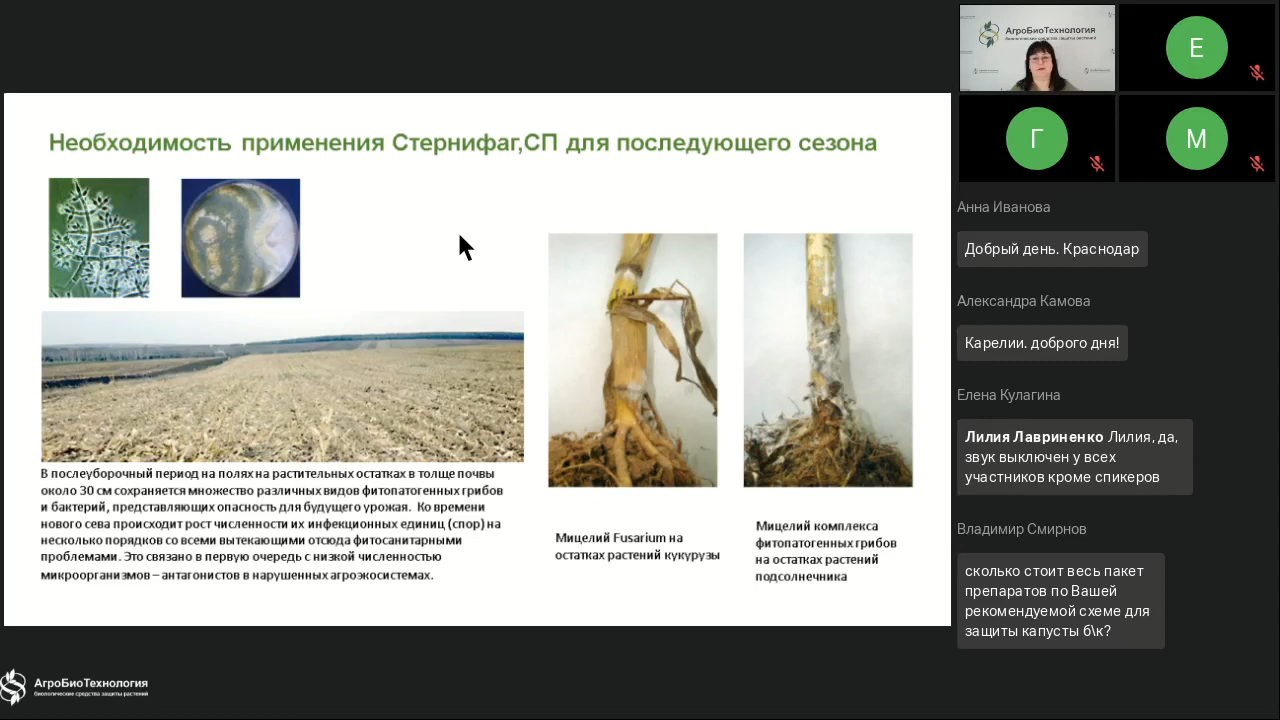 Необходимость применения Стернифаг,СП для последующего сезона
В послеуборочный период на полях на растительных остатках в толще почвы
около 30 см сохраняется множество различных видов фитопатогенных грибов
и бактерий, представляющих опасность для будущего урожая. Ко времени
нового сева происходит рост численности их инфекционных единиц (спор) на
несколько порядков со всеми вытекающими отсюда фитосанитарными
проблемами. Это связано в первую очередь с низкой численностью
микроорганизмов – антагонистов в нарушенных агроэкосистемах.
Мицелий Fusarium на
остатках растений кукурузы
Мицелий комплекса
фитопатогенных грибов
на остатках растений
подсолнечника
АгроБиоТехнология
биологические средства защиты растений
АгроБиоТехнология
биологические средства защиты растений
Е
Г
М
Анна Иванова
Добрый день. Краснодар
Александра Камова
Карелии. доброго дня!
Елена Кулагина
Лилия Лавриненко Лилия, да,
звук выключен у всех
участников кроме спикеров
Владимир Смирнов
сколько стоит весь пакет
препаратов по Вашей
рекомендуемой схеме для
защиты капусты б\к?